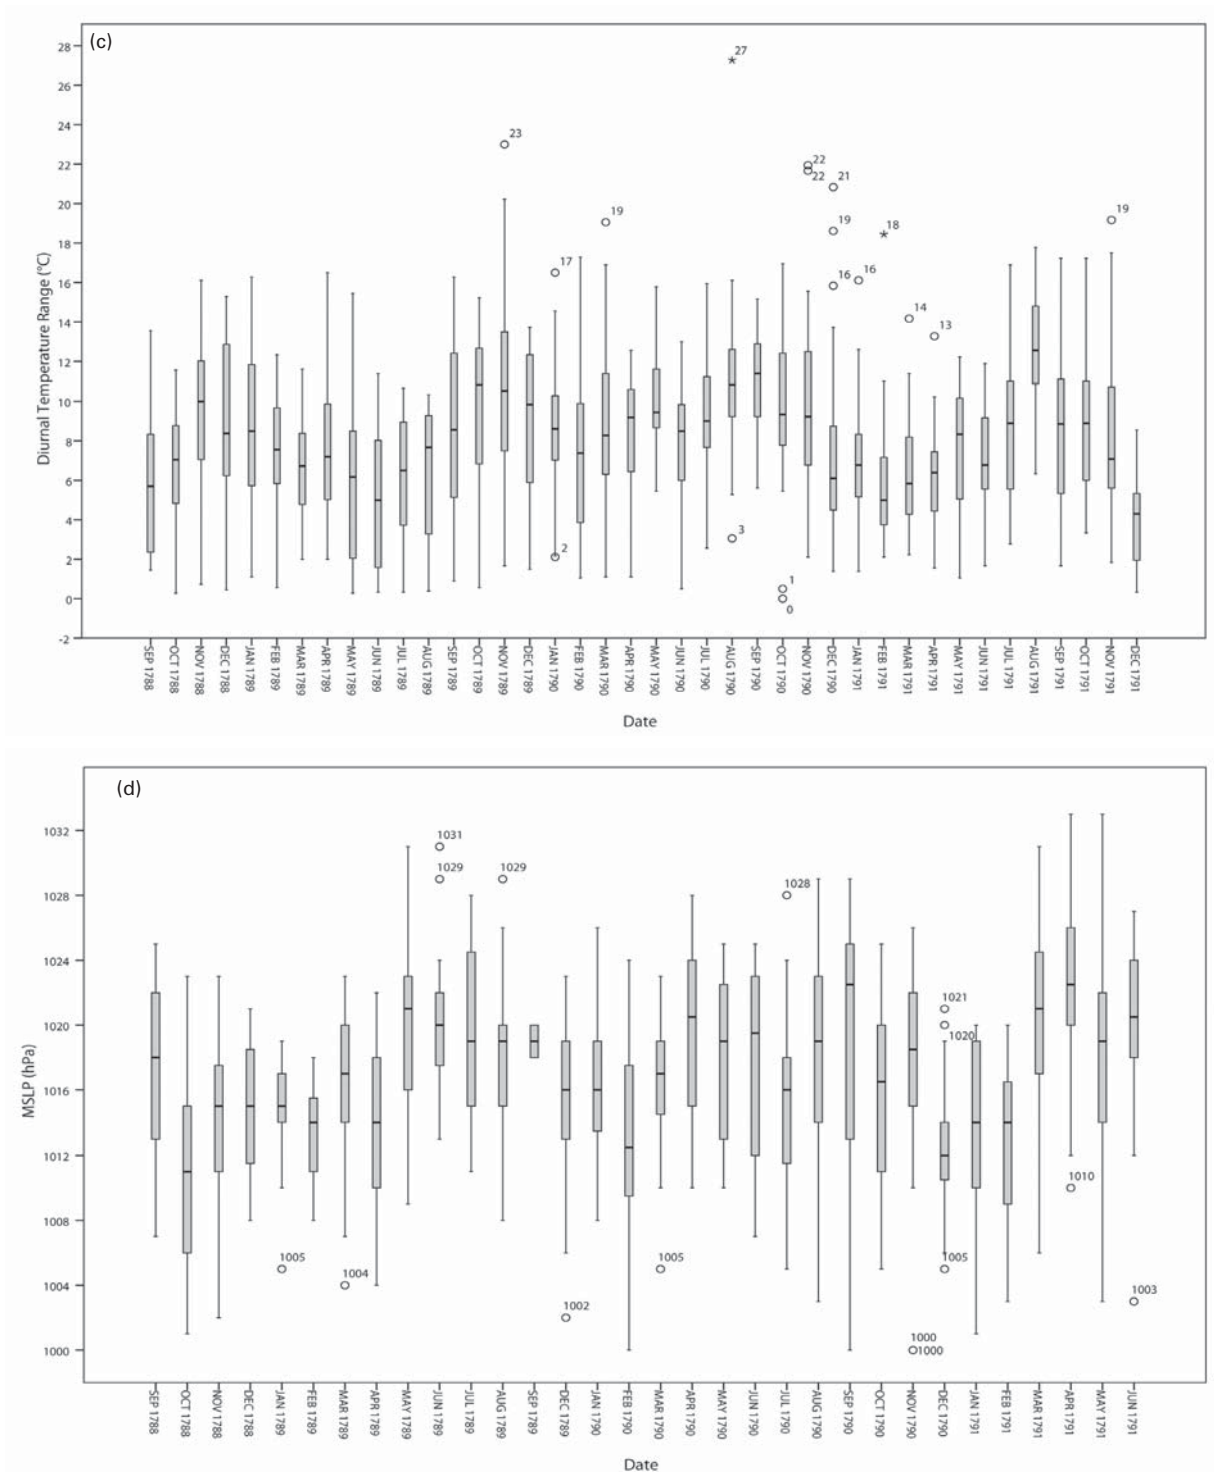 (c)
28
26
24
22
20
18
16
14
12
10
8
6
4
2
0
-2
Diurnal Temperature Range (°C)
27
23
22
22
21
19
19
18
19
17
16
16
14
13
2
3
1
0
SEP 1788
OCT 1788
NOV 1788
DEC 1788
JAN 1789
FEB 1789
MAR 1789
APR 1789
MAY 1789
JUN 1789
JUL 1789
AUG 1789
SEP 1789
OCT 1789
NOV 1789
DEC 1789
JAN 1790
FEB 1790
MAR 1790
APR 1790
MAY 1790
JUN 1790
JUL 1790
AUG 1790
SEP 1790
OCT 1790
NOV 1790
DEC 1790
JAN 1791
FEB 1791
MAR 1791
APR 1791
MAY 1791
JUN 1791
JUL 1791
AUG 1791
SEP 1791
OCT 1791
NOV 1791
DEC 1791
Date
(d)
1032
1028
1024
1020
1016
1012
1008
1004
1000
MSLP (hPa)
1031
1029
1029
1028
1021
1020
1010
1005
1004
1005
1005
1002
1003
1000
1000
SEP 1788
OCT 1788
NOV 1788
DEC 1788
JAN 1789
FEB 1789
MAR 1789
APR 1789
MAY 1789
JUN 1789
JUL 1789
AUG 1789
SEP 1789
DEC 1789
JAN 1790
FEB 1790
MAR 1790
APR 1790
MAY 1790
JUN 1790
JUL 1790
AUG 1790
SEP 1790
OCT 1790
NOV 1790
DEC 1790
JAN 1791
FEB 1791
MAR 1791
APR 1791
MAY 1791
JUN 1791
Date